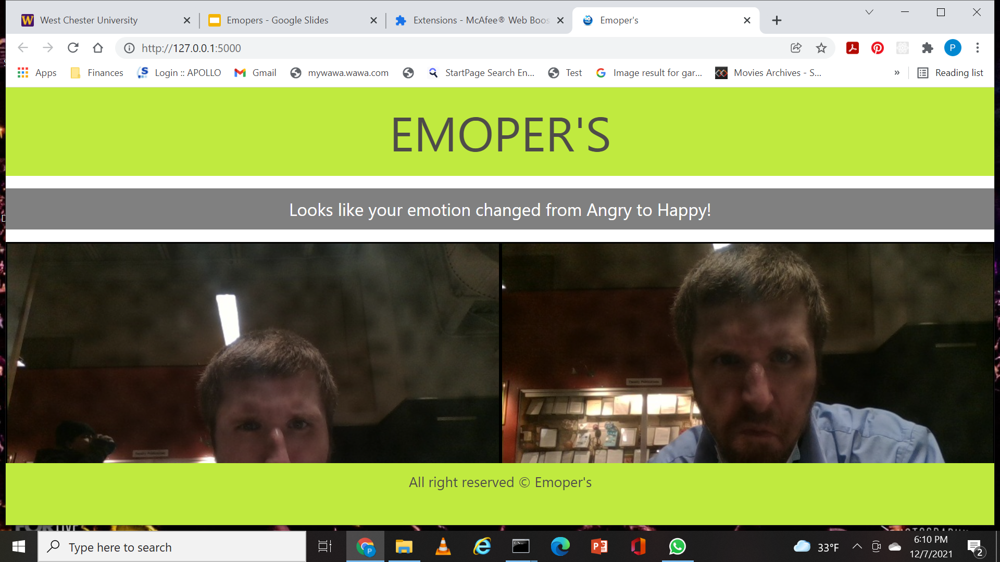 West Chester University
Emopers - Google Slides
Extensions - McAfee® Web Boos
Emoper's
http://127.0.0.1:5000
P
Apps
Finances
Login :: APOLLO
Gmail
mywawa.wawa.com
StartPage Search En...
Test
Image result for gar...
Movies Archives - S...
»
Reading list
EMOPER'S
Looks like your emotion changed from Angry to Happy!
Faculty Publications
All right reserved © Emoper's
Type here to search
33°F
6:10 PM
12/7/2021
2